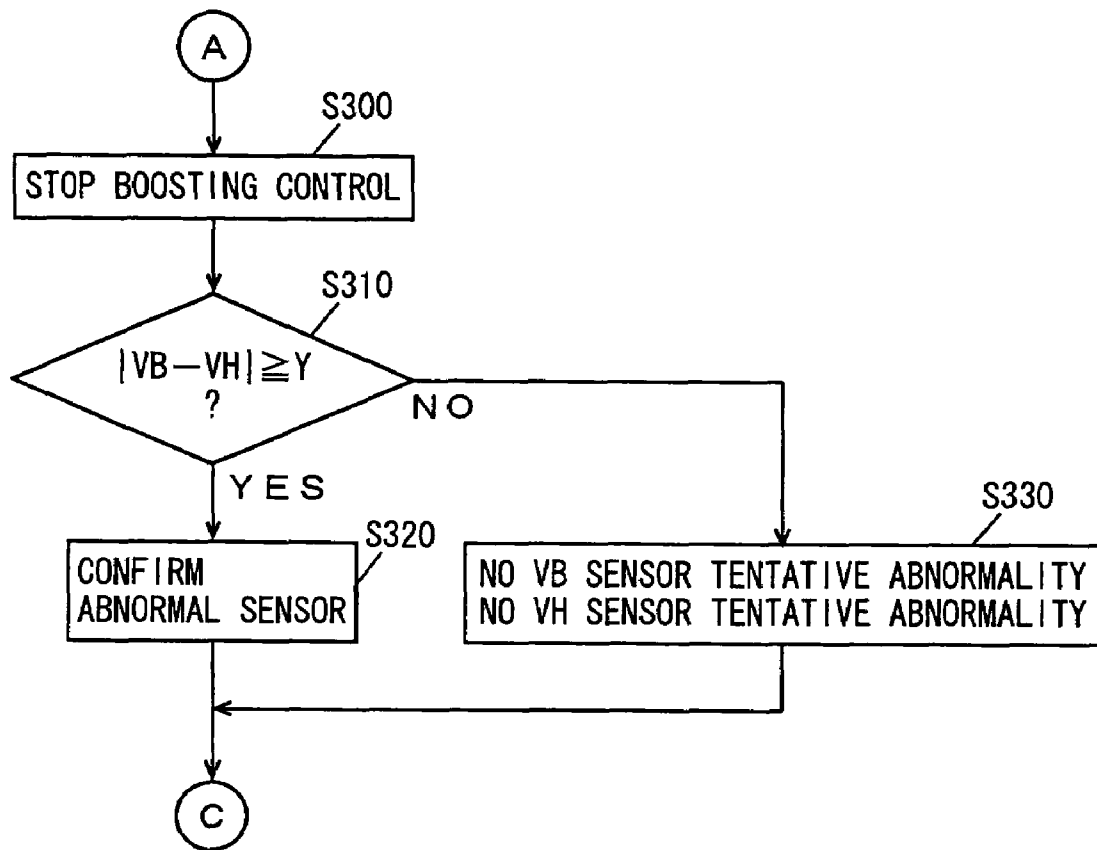 A
S300
STOP BOOSTING CONTROL
S310
|VB−VH|≧Y
?
NO
YES
S320
CONFIRM
ABNORMAL SENSOR
S330
NO VB SENSOR TENTATIVE ABNORMALITY
NO VH SENSOR TENTATIVE ABNORMALITY
C